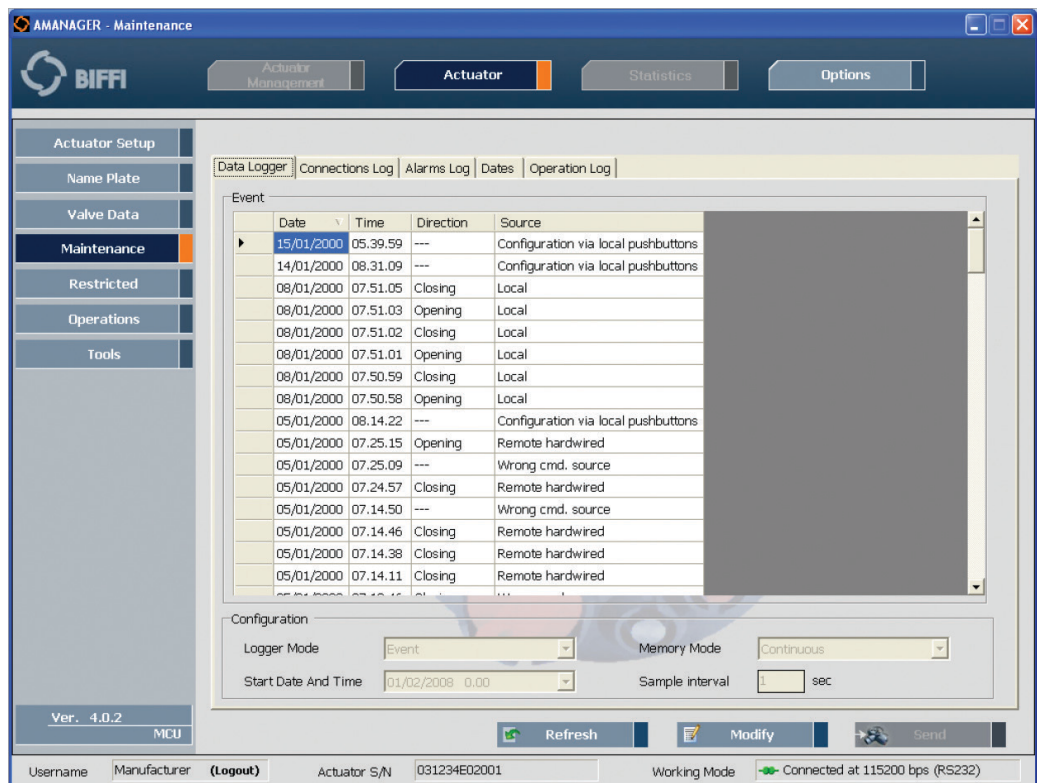 AMANAGER - Maintenance
BIFFI
Actuator Management
Actuator
Statistics
Options
Actuator Setup
Name Plate
Valve Data
Maintenance
Restricted
Operations
Tools
Data Logger Connections Log Alarms Log Dates Operation Log
Event
Date Time Direction Source
15/01/2000 05.39.59 --- Configuration via local pushbuttons
14/01/2000 08.31.09 --- Configuration via local pushbuttons
08/01/2000 07.51.05 Closing Local
08/01/2000 07.51.03 Opening Local
08/01/2000 07.51.02 Closing Local
08/01/2000 07.51.01 Opening Local
08/01/2000 07.50.59 Closing Local
08/01/2000 07.50.58 Opening Local
05/01/2000 08.14.22 --- Configuration via local pushbuttons
05/01/2000 07.25.15 Opening Remote hardwired
05/01/2000 07.25.09 --- Wrong cmd. source
05/01/2000 07.24.57 Closing Remote hardwired
05/01/2000 07.14.50 --- Wrong cmd. source
05/01/2000 07.14.46 Closing Remote hardwired
05/01/2000 07.14.38 Closing Remote hardwired
05/01/2000 07.14.11 Closing Remote hardwired
Configuration
Logger Mode Event Memory Mode Continuous
Start Date And Time 01/02/2008 0.00 Sample interval 1 sec
Ver. 4.0.2
MCU
Refresh Modify Send
Username Manufacturer (Logout) Actuator S/N 031234E02001 Working Mode Connected at 115200 bps (RS232)